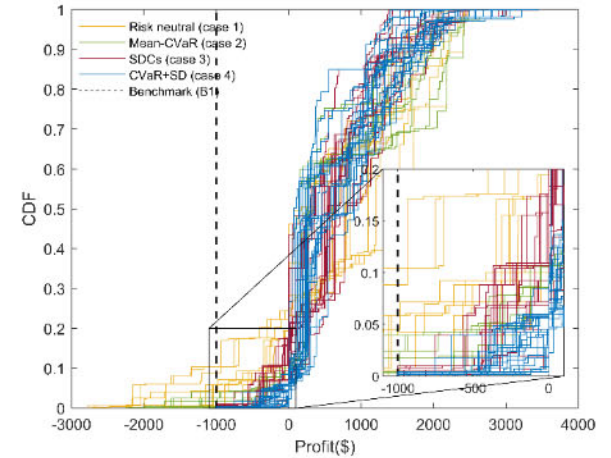 1
0.9
0.8
0.7
0.6
0.5
0.4
0.3
0.2
0.1
0
CDF
Risk neutral (case 1)
Mean-CVaR (case 2)
SDCs (case 3)
CVaR+SD (case 4)
Benchmark (B1)
0.2
0.15
0.1
0.05
0
-1000 -500 0
-3000 -2000 -1000 0 1000 2000 3000 4000
Profit($)